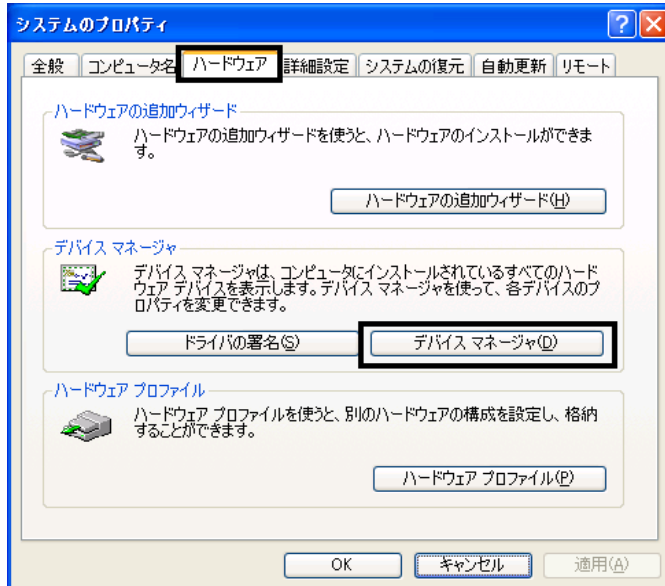 システムのプロパティ
全般 コンピュータ名 ハードウェア 詳細設定 システムの復元 自動更新 リモート
ハードウェアの追加ウィザード
ハードウェアの追加ウィザードを使うと、ハードウェアのインストールができま
す。
ハードウェアの追加ウィザード(H)
デバイス マネージャ
デバイス マネージャは、コンピュータにインストールされているすべてのハード
ウェア デバイスを表示します。デバイス マネージャを使って、各デバイスのプ
ロパティを変更できます。
ドライバの署名(S) デバイス マネージャ(D)
ハードウェア プロファイル
ハードウェア プロファイルを使うと、別のハードウェアの構成を設定し、格納
することができます。
ハードウェア プロファイル(P)
OK キャンセル 適用(A)